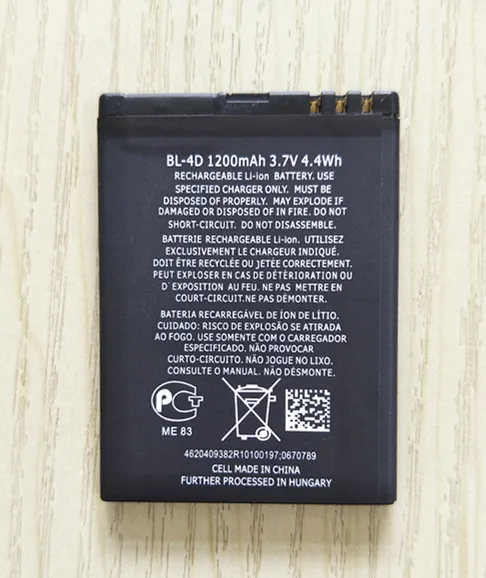 BL-4D 1200mAh 3.7V 4.4Wh
RECHARGEABLE Li-ion BATTERY. USE
SPECIFIED CHARGER ONLY. MUST BE
DISPOSED OF PROPERLY. MAY EXPLODE IF
DAMAGED OR DISPOSED OF IN FIRE. DO NOT
SHORT-CIRCUIT. DO NOT DISASSEMBLE.
BATTERIE RECHARGEABLE Li-ion. UTILISEZ
EXCLUSIVEMENT LE CHARGEUR INDIQUÉ.
DOIT ÊTRE RECYCLÉE /JETÉE CORRECTEMENT.
PEUT EXPLOSER EN CAS DE DÉTÉRIORATION OU
D´EXPOSITION AU FEU. NE PAS METTRE EN
COURT-CIRCUIT. NE PAS DÉMONTER.
BATERIA RECARREGÁVEL DE ÍON DE LÍTIO.
CUIDADO: RISCO DE EXPLOSÃO SE ATIRADA
AO FOGO. USE SOMENTE COM O CARREGADOR
ESPECIFICADO. NÃO PROVOCAR
CURTO-CIRCUITO. NÃO DESMONTE.
CONSULTE O MANUAL.
PCT
ME 83
4620409382R10100197;0670789
CELL MADE IN CHINA
FURTHER PROCESSED IN HUNGARY